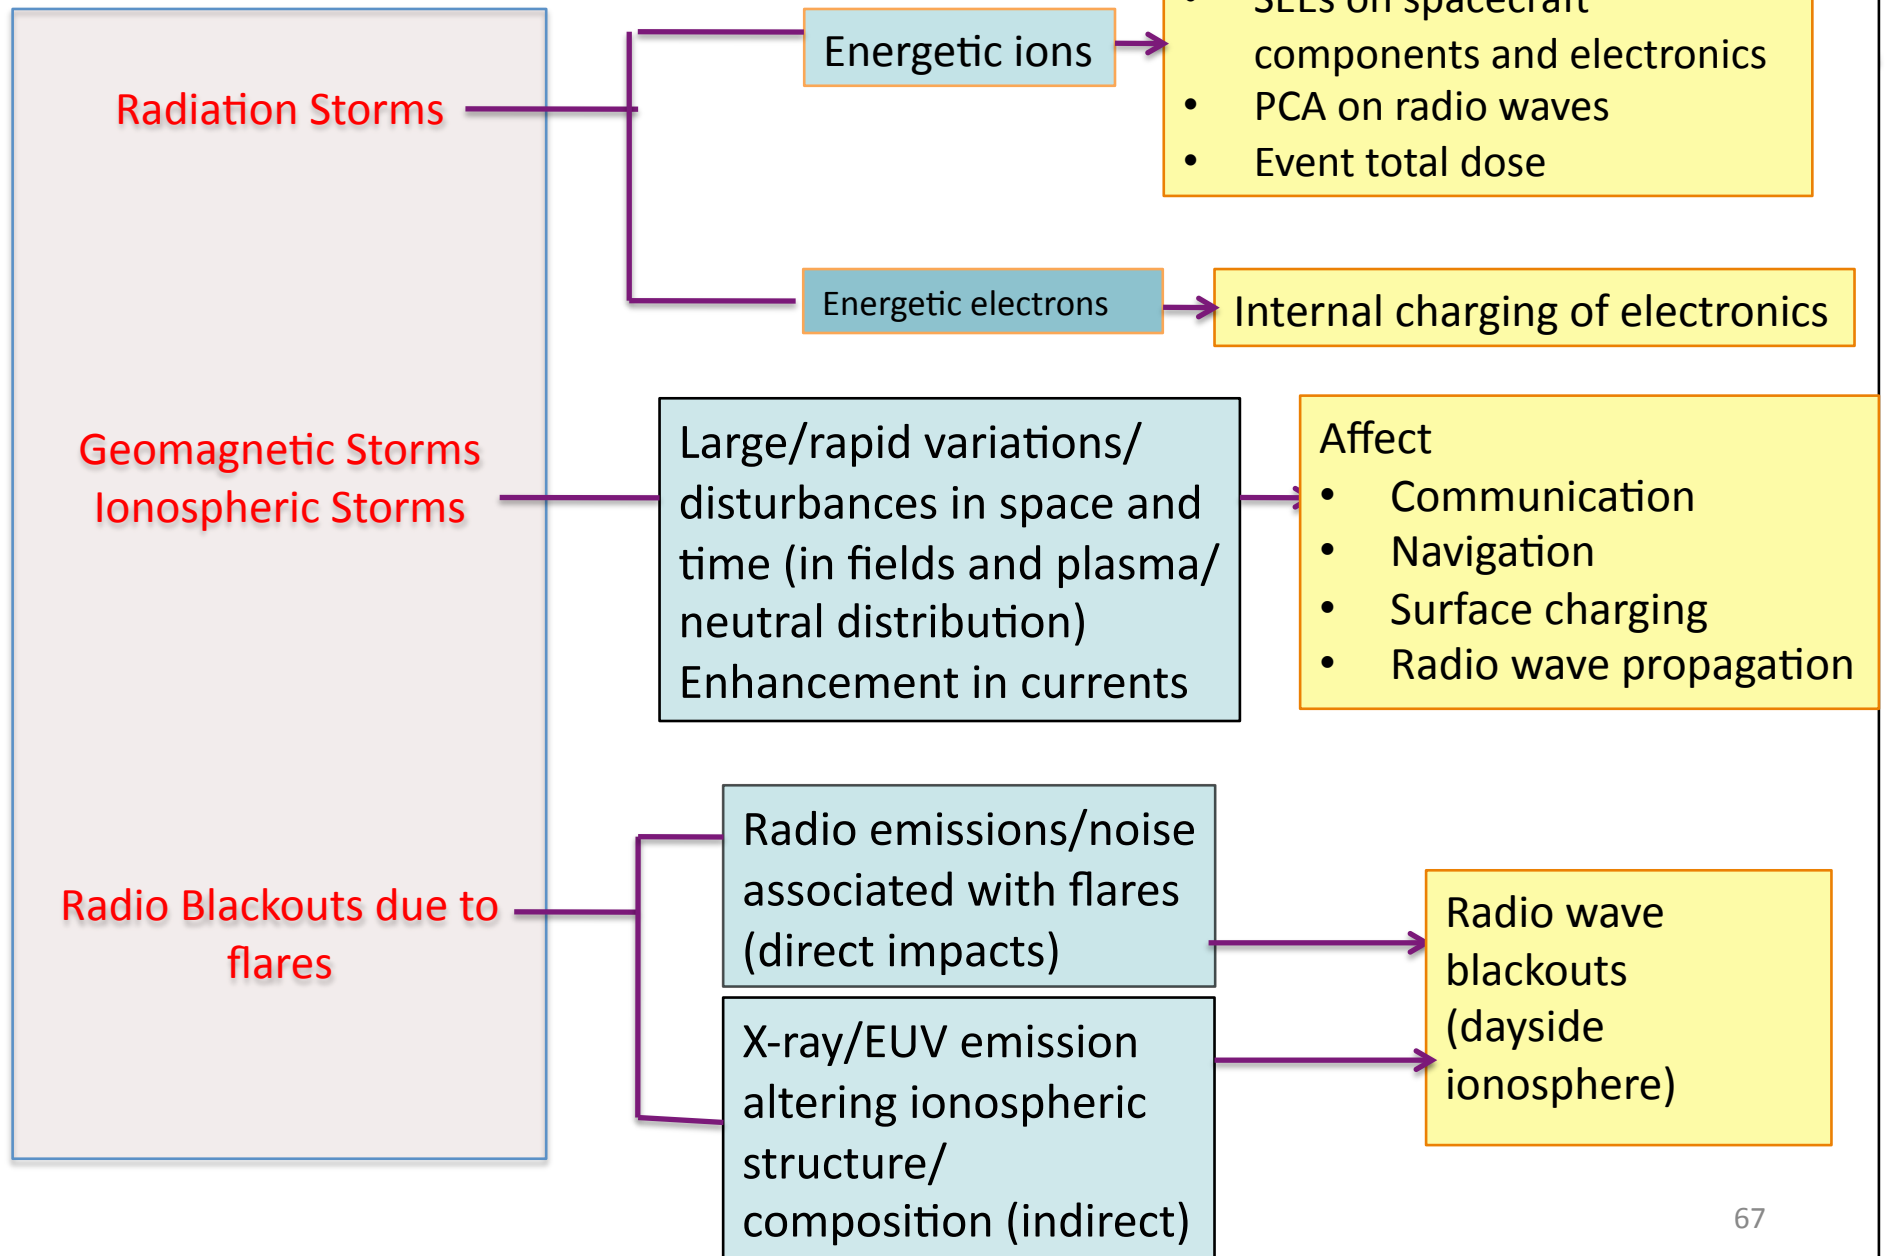 • SEEs on spacecraft
components and electronics
• PCA on radio waves
• Event total dose
Energetic ions
Radiation Storms
Energetic electrons
Internal charging of electronics
Geomagnetic Storms
Ionospheric Storms
Large/rapid variations/
disturbances in space and
time (in fields and plasma/
neutral distribution)
Enhancement in currents
Affect
• Communication
• Navigation
• Surface charging
• Radio wave propagation
Radio Blackouts due to
flares
Radio emissions/noise
associated with flares
(direct impacts)
X-ray/EUV emission
altering ionospheric
structure/
composition (indirect)
Radio wave
blackouts
(dayside
ionosphere)
67